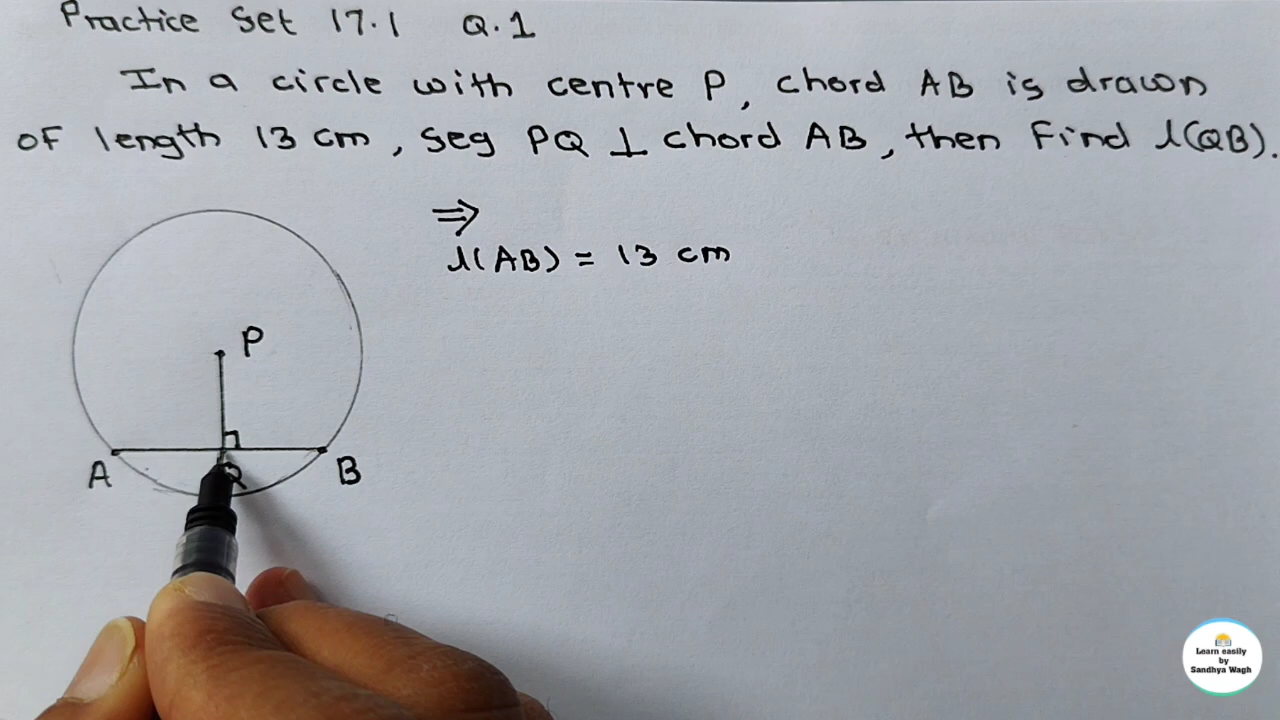 Practice Set 17.1 Q.1
In a circle with centre P, chord AB is drawn
of length 13 cm, seg PQ ⊥ chord AB, then Find l(QB).
⇒
l(AB) = 13 cm
P
A
Q
B
Learn easily
by
Sandhya Wagh